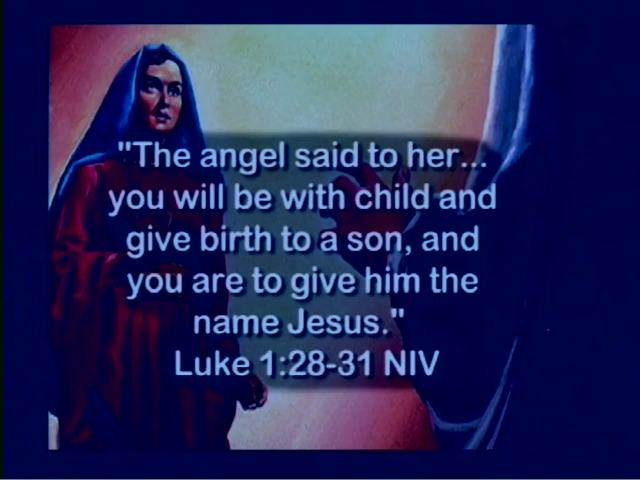 "The angel said to her...
you will be with child and
give birth to a son, and
you are to give him the
name Jesus."
Luke 1:28-31 NIV